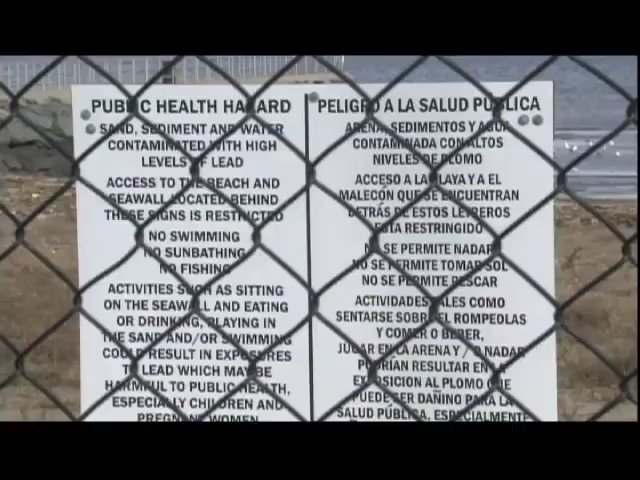 PUBLIC HEALTH HAZARD
SAND, SEDIMENT AND WATER
CONTAMINATED WITH HIGH
LEVELS OF LEAD
ACCESS TO THE BEACH AND
SEAWALL LOCATED BEHIND
THESE SIGNS IS RESTRICTED
NO SWIMMING
NO SUNBATHING
NO FISHING
ACTIVITIES SUCH AS SITTING
ON THE SEAWALL AND EATING
OR DRINKING, PLAYING IN
THE SAND AND/OR SWIMMING
COULD RESULT IN EXPOSURES
TO LEAD WHICH MAY BE
HARMFUL TO PUBLIC HEALTH,
ESPECIALLY CHILDREN AND
PREGNANT WOMEN
PELIGRO A LA SALUD PUBLICA
ARENA, SEDIMENTOS Y AGUA
CONTAMINADA CON ALTOS
NIVELES DE PLOMO
ACCESO A LA PLAYA Y A EL
MALECÓN QUE SE ENCUENTRAN
DETRÁS DE ESTOS LETREROS
ESTA RESTRINGIDO
NO SE PERMITE NADAR
NO SE PERMITE TOMAR SOL
NO SE PERMITE PESCAR
ACTIVIDADES TALES COMO
SENTARSE SOBRE EL ROMPEOLAS
Y COMER O BEBER,
JUGAR EN LA ARENA Y / O NADAR
PODRÍAN RESULTAR EN LA
EXPOSICION AL PLOMO QUE
PUEDE SER DAÑINO PARA LA
SALUD PÚBLICA, ESPECIALMENTE